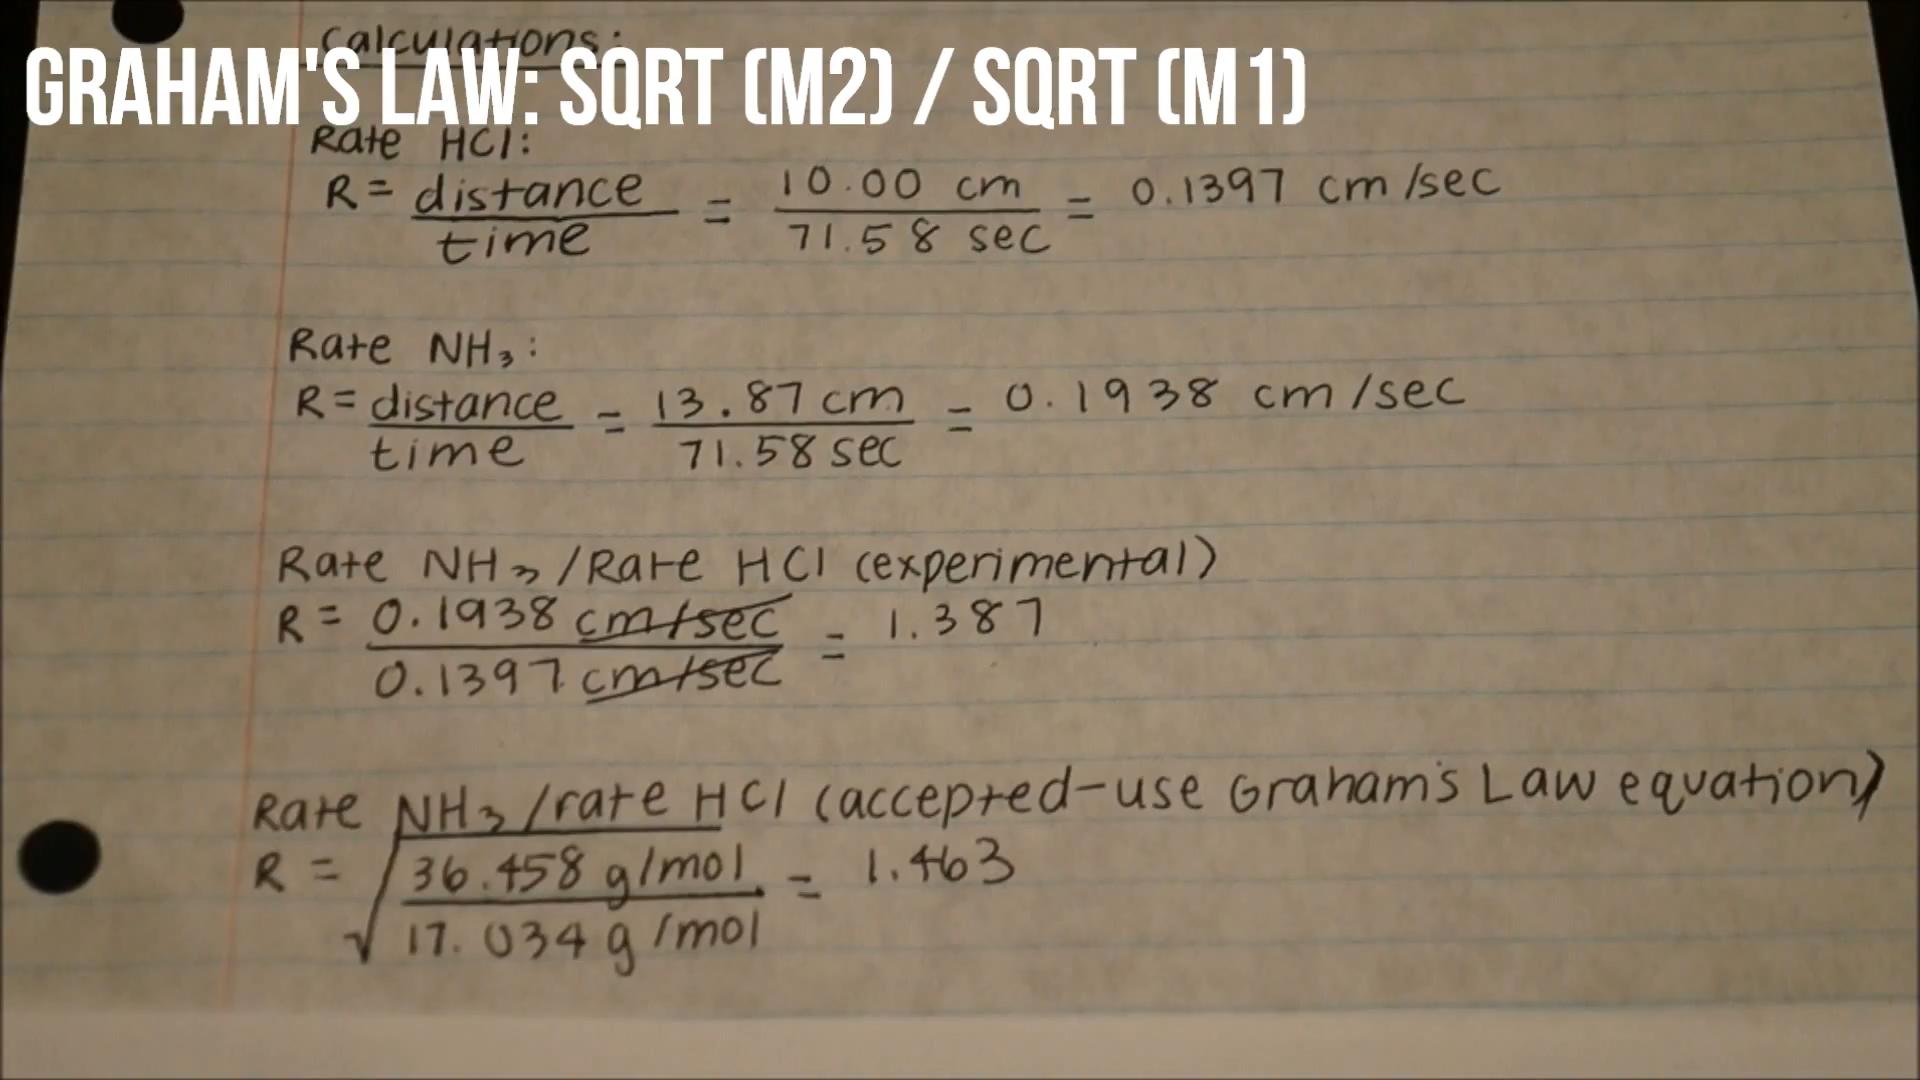 Calculations:
GRAHAM'S LAW: SQRT (M2) / SQRT (M1)
Rate HCl:
R = distance / time = 10.00 cm / 71.58 sec = 0.1397 cm/sec
Rate NH₃:
R = distance / time = 13.87 cm / 71.58 sec = 0.1938 cm/sec
Rate NH₃/Rate HCl (experimental)
R = 0.1938 cm/sec / 0.1397 cm/sec = 1.387
Rate NH₃/rate HCl (accepted-use Graham's Law equation)
R = √(36.458 g/mol / 17.034 g/mol) = 1.463